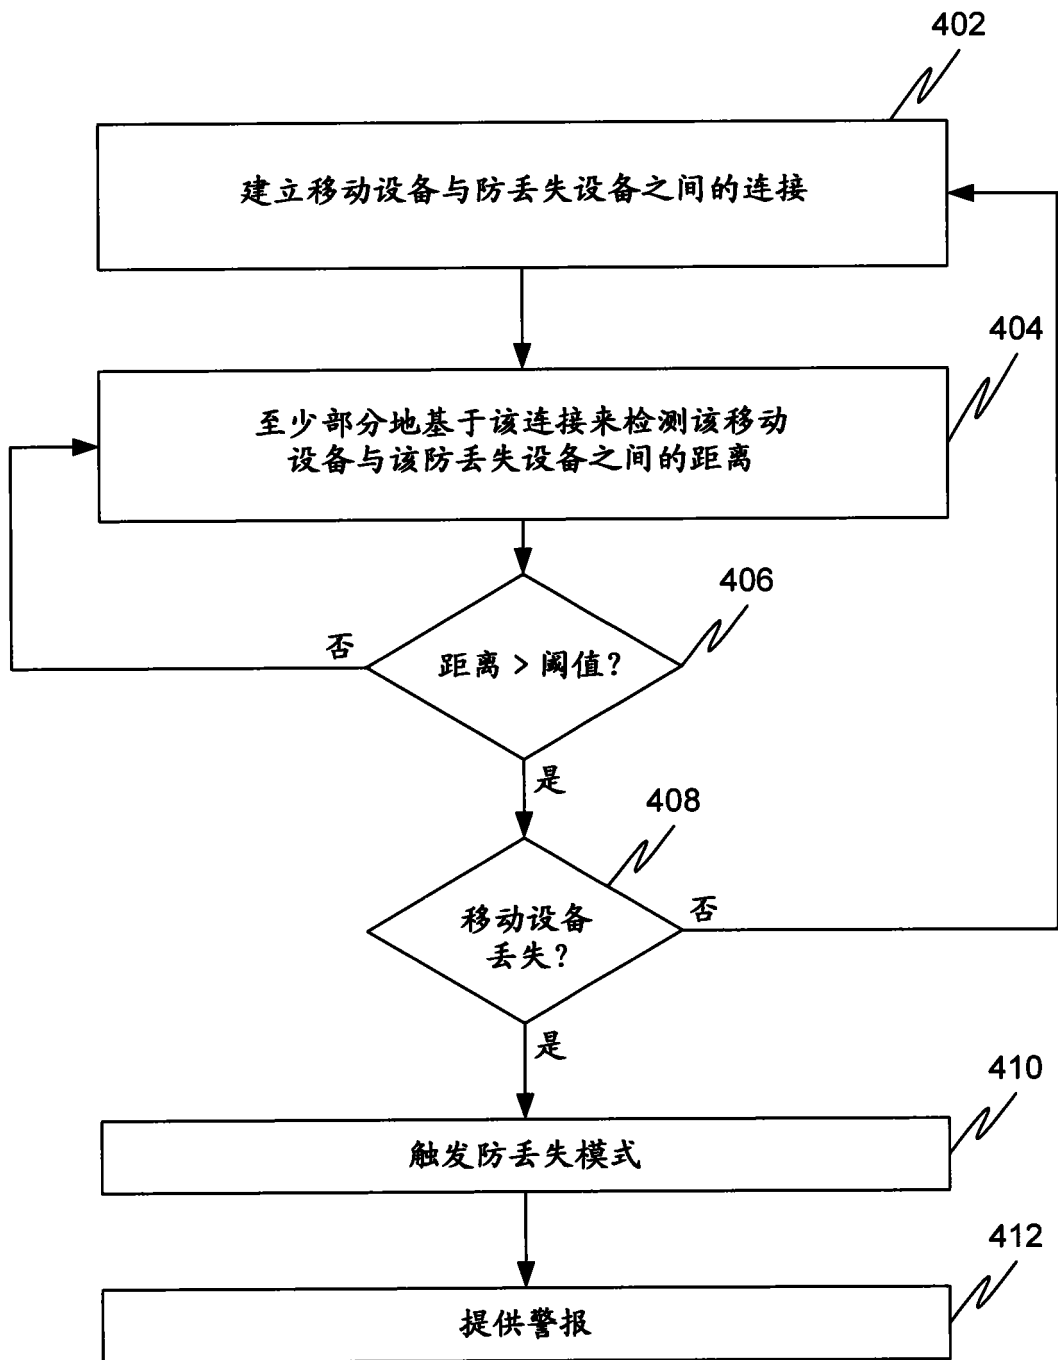 402
建立移动设备与防丢失设备之间的连接
404
至少部分地基于该连接来检测该移动
设备与该防丢失设备之间的距离
406
否
距离 > 阈值?
是
408
移动设备
丢失?
否
是
410
触发防丢失模式
412
提供警报